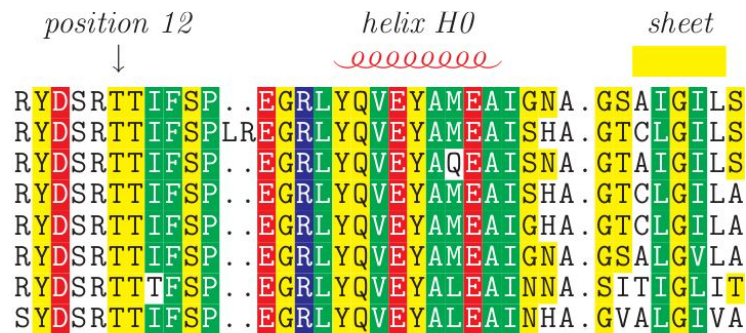 position 12 helix H0 sheet
RYDSRTTIFSP..EGRLYQVEYAMEAIGNA.GSAIGILS
RYDSRTTIFSPLREGRLYQVEYAMEAISHA.GTCLGILS
RYDSRTTIFSP..EGRLYQVEYAQEAISNA.GTAIGILS
RYDSRTTIFSP..EGRLYQVEYAMEAISHA.GTCLGILA
RYDSRTTIFSP..EGRLYQVEYAMEAIGHA.GTCLGILA
RYDSRTTIFSP..EGRLYQVEYAMEAIGNA.GSALGVLA
RYDSRTTTFSP..EGRLYQVEYALEAINNA.SITIGLIT
SYDSRTTIFSP..EGRLYQVEYALEAINHA.GVALGIVA